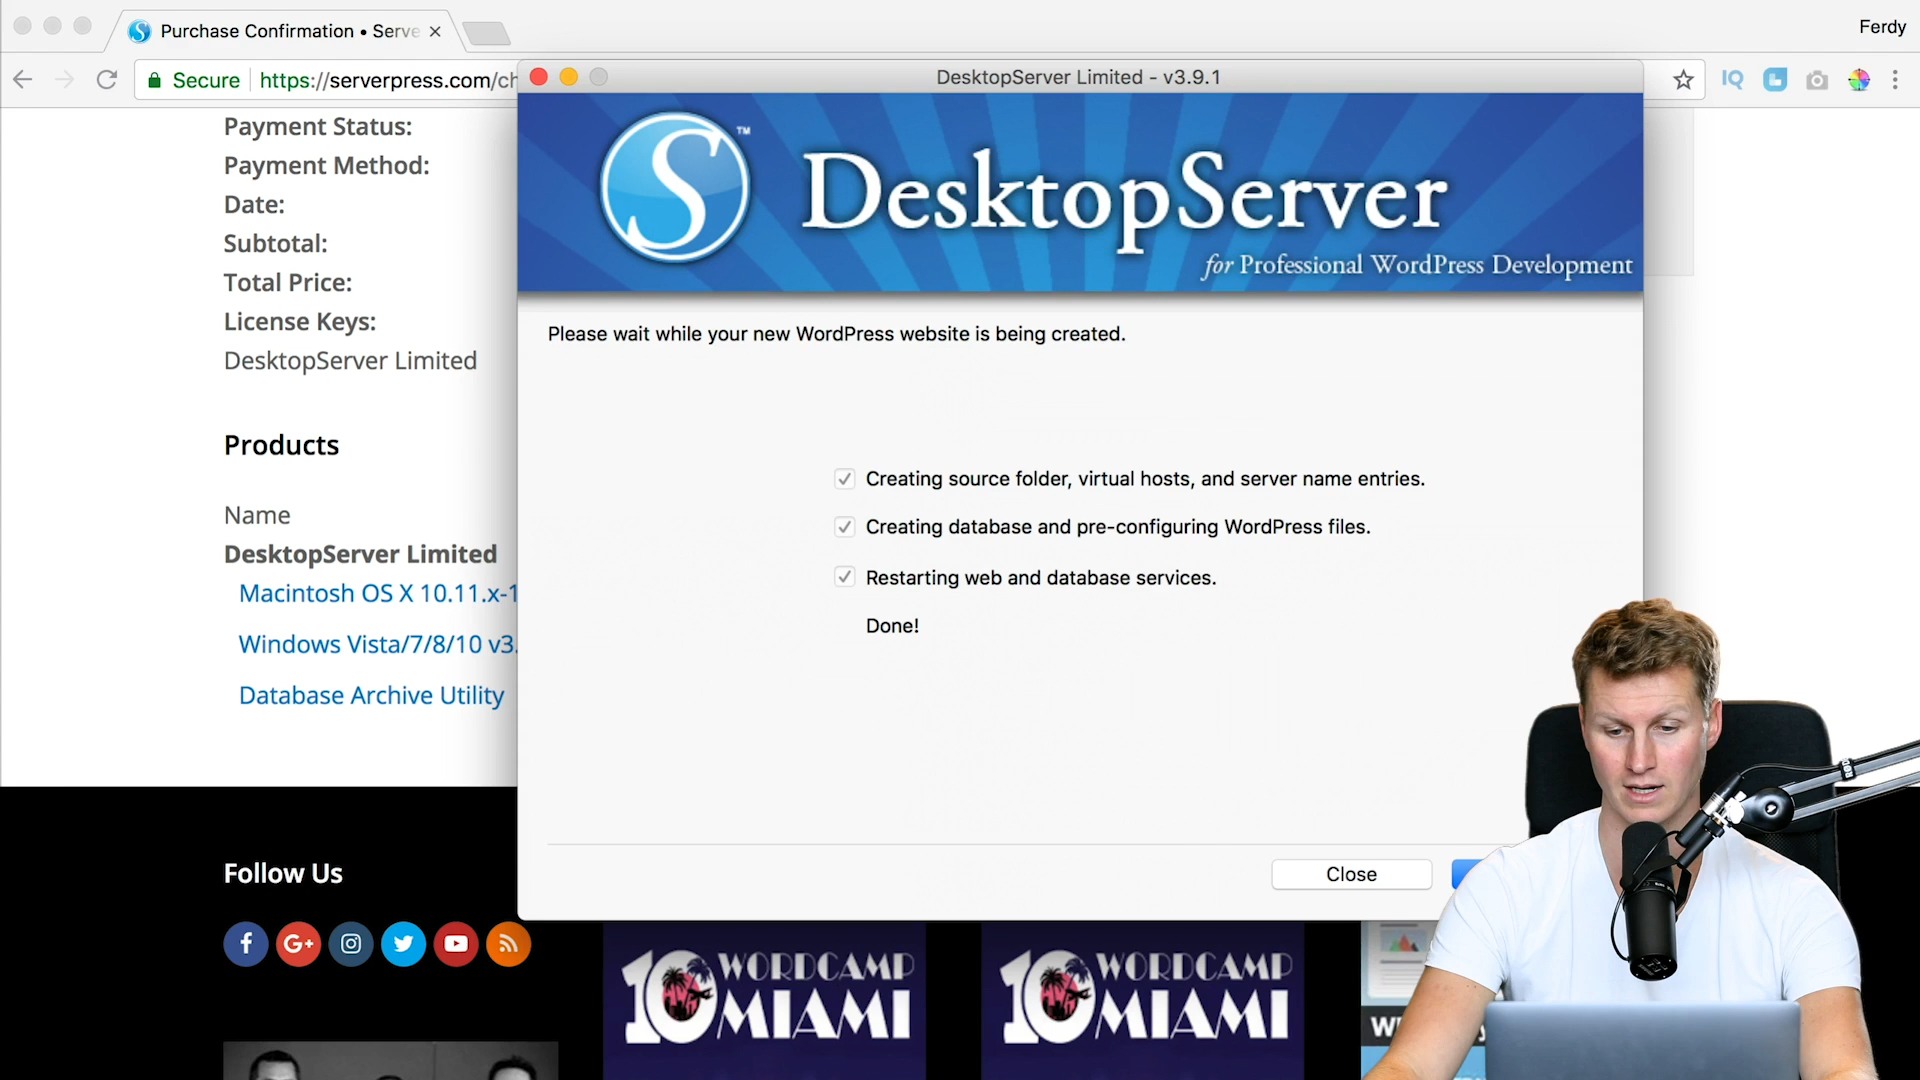 Purchase Confirmation • Serve
Ferdy
Secure
https://serverpress.com/ch
IQ
DesktopServer Limited - v3.9.1
S
™
DesktopServer
for Professional WordPress Development
Payment Status:
Payment Method:
Date:
Subtotal:
Total Price:
License Keys:
DesktopServer Limited
Products
Name
DesktopServer Limited
Macintosh OS X 10.11.x-1
Windows Vista/7/8/10 v3.
Database Archive Utility
Please wait while your new WordPress website is being created.
Creating source folder, virtual hosts, and server name entries.
Creating database and pre-configuring WordPress files.
Restarting web and database services.
Done!
Close
Follow Us
f
G+
10 WORDCAMP
MIAMI
10 WORDCAMP
MIAMI